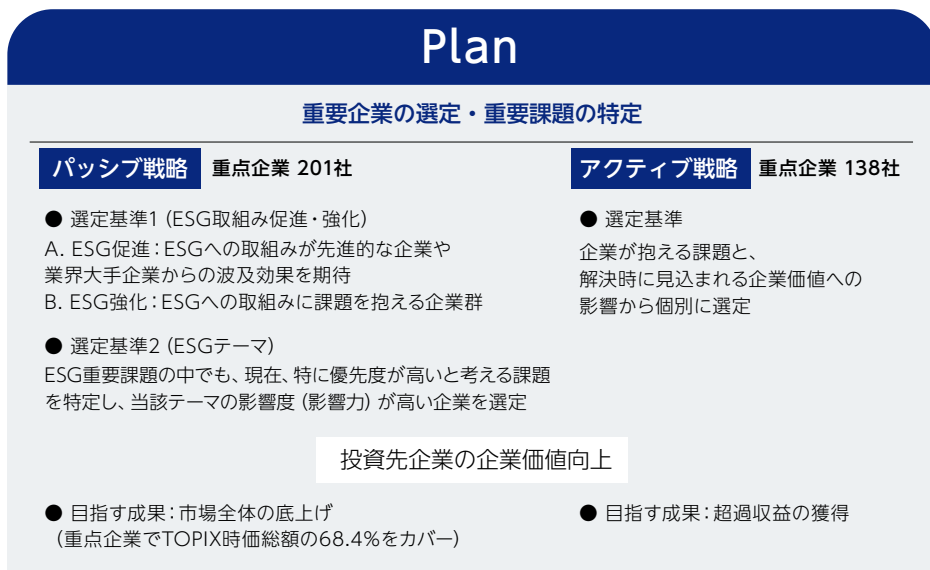 Plan
重要企業の選定・重要課題の特定
パッシブ戦略 重点企業 201社
● 選定基準1（ESG取組み促進・強化）
A. ESG促進：ESGへの取組みが先進的な企業や
業界大手企業からの波及効果を期待
B. ESG強化：ESGへの取組みに課題を抱える企業群
● 選定基準2（ESGテーマ）
ESG重要課題の中でも、現在、特に優先度が高いと考える課題
を特定し、当該テーマの影響度（影響力）が高い企業を選定
アクティブ戦略 重点企業 138社
● 選定基準
企業が抱える課題と、
解決時に見込まれる企業価値への
影響から個別に選定
投資先企業の企業価値向上
● 目指す成果：市場全体の底上げ
（重点企業でTOPIX時価総額の68.4%をカバー）
● 目指す成果：超過収益の獲得